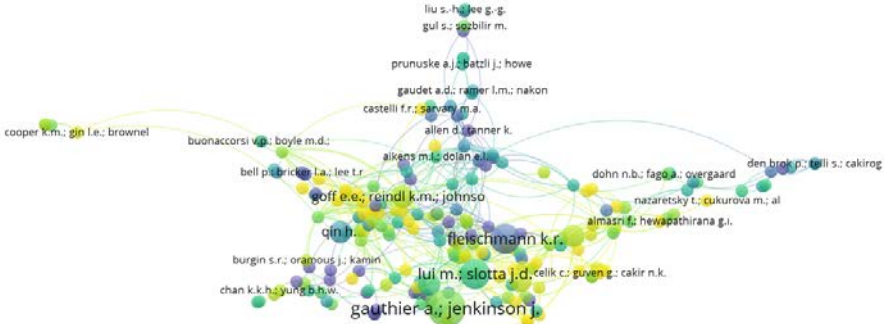 liu s.-h.; lee g.-g.
gul s.; sozbilir m.
prunuske a.j.; batzli j.; howe
gaudet a.d.; ramer l.m.; nakon
castelli f.r.; sarvary m.a.
cooper k.m.; gin l.e.; brownel
allen d.; tanner k.
buonaccorsi v.p.; boyle m.d.;
aikens m.l.; dolan e.l.
den brok p.; telli s.; cakirog
bell p.; bricker l.a.; lee t.r
dohn n.b.; fago a.; overgaard
goff e.e.; reindl k.m.; johnso
nazaretsky t.; cukurova m.; al
almasri f.; hewapathirana g.i.
qin h.
fleischmann k.r.
burgin s.r.; oramous j.; kamin
lui m.; slotta j.d.
celik c.; guven g.; cakir n.k.
chan k.k.h.; yung b.h.w.
gauthier a.; jenkinson j.